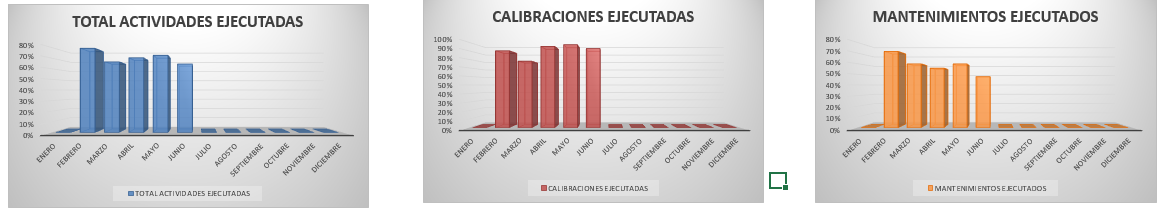 TOTAL ACTIVIDADES EJECUTADAS
80%
70%
60%
50%
40%
30%
20%
10%
0%
ENERO
FEBRERO
MARZO
ABRIL
MAYO
JUNIO
JULIO
AGOSTO
SEPTIEMBRE
OCTUBRE
NOVIEMBRE
DICIEMBRE
TOTAL ACTIVIDADES EJECUTADAS
CALIBRACIONES EJECUTADAS
100%
90%
80%
70%
60%
50%
40%
30%
20%
10%
0%
ENERO
FEBRERO
MARZO
ABRIL
MAYO
JUNIO
JULIO
AGOSTO
SEPTIEMBRE
OCTUBRE
NOVIEMBRE
DICIEMBRE
CALIBRACIONES EJECUTADAS
MANTENIMIENTOS EJECUTADOS
80%
70%
60%
50%
40%
30%
20%
10%
0%
ENERO
FEBRERO
MARZO
ABRIL
MAYO
JUNIO
JULIO
AGOSTO
SEPTIEMBRE
OCTUBRE
NOVIEMBRE
DICIEMBRE
MANTENIMIENTOS EJECUTADOS